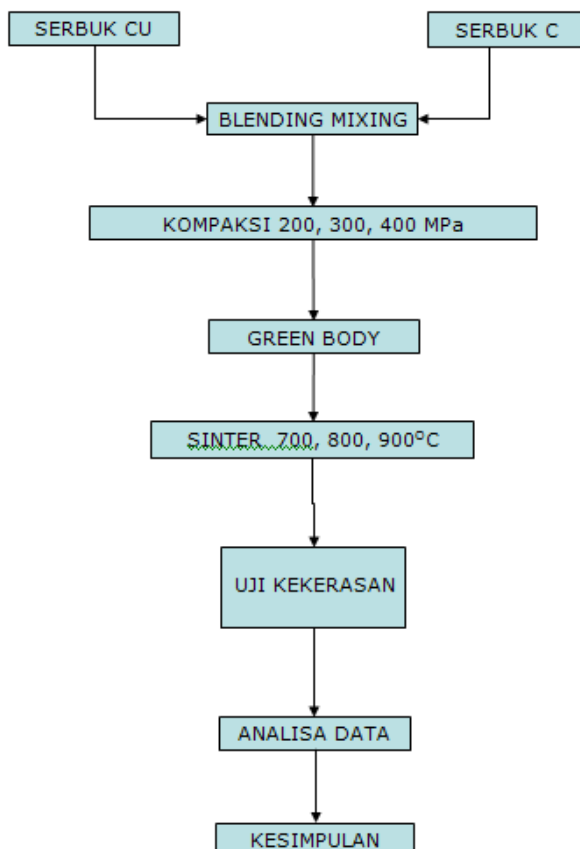 SERBUK CU
SERBUK C
BLENDING MIXING
KOMPAKSI 200, 300, 400 MPa
GREEN BODY
SINTER 700, 800, 900°C
UJI KEKERASAN
ANALISA DATA
KESIMPULAN